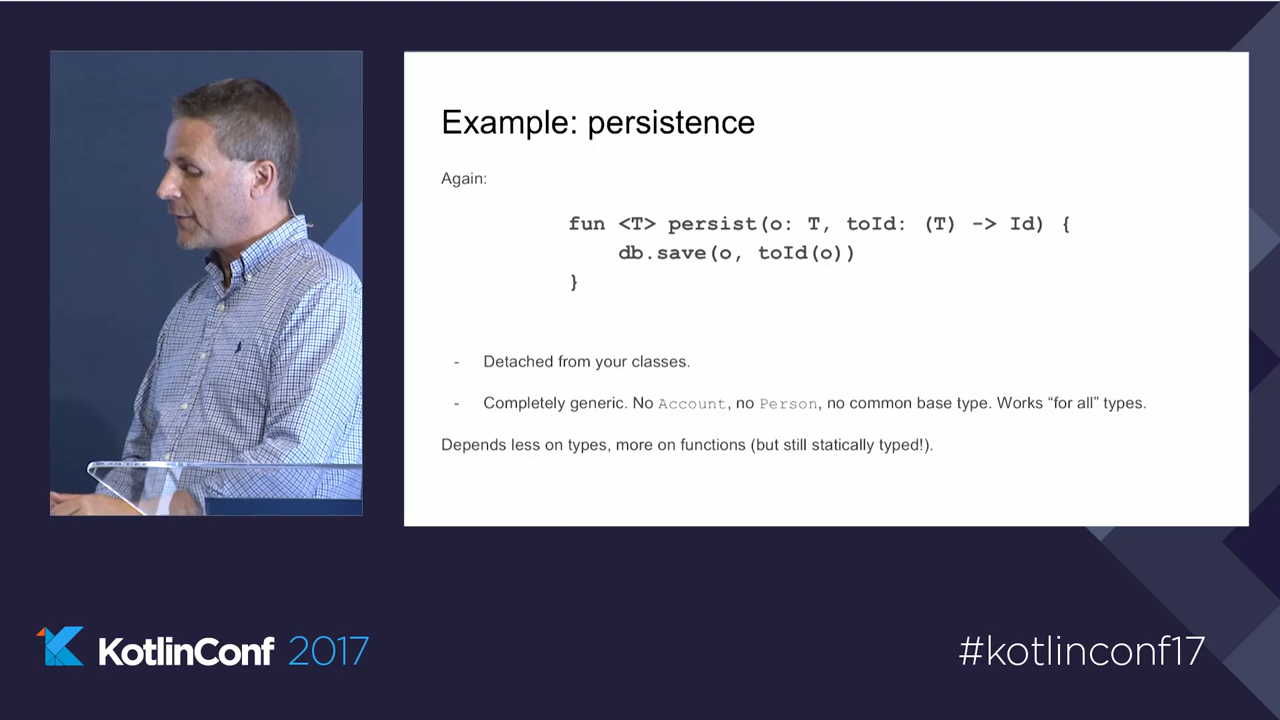 Example: persistence
Again:
fun <T> persist(o: T, toId: (T) -> Id) {
db.save(o, toId(o))
}
- Detached from your classes.
- Completely generic. No Account, no Person, no common base type. Works “for all” types.
Depends less on types, more on functions (but still statically typed!).
KotlinConf 2017
#kotlinconf17